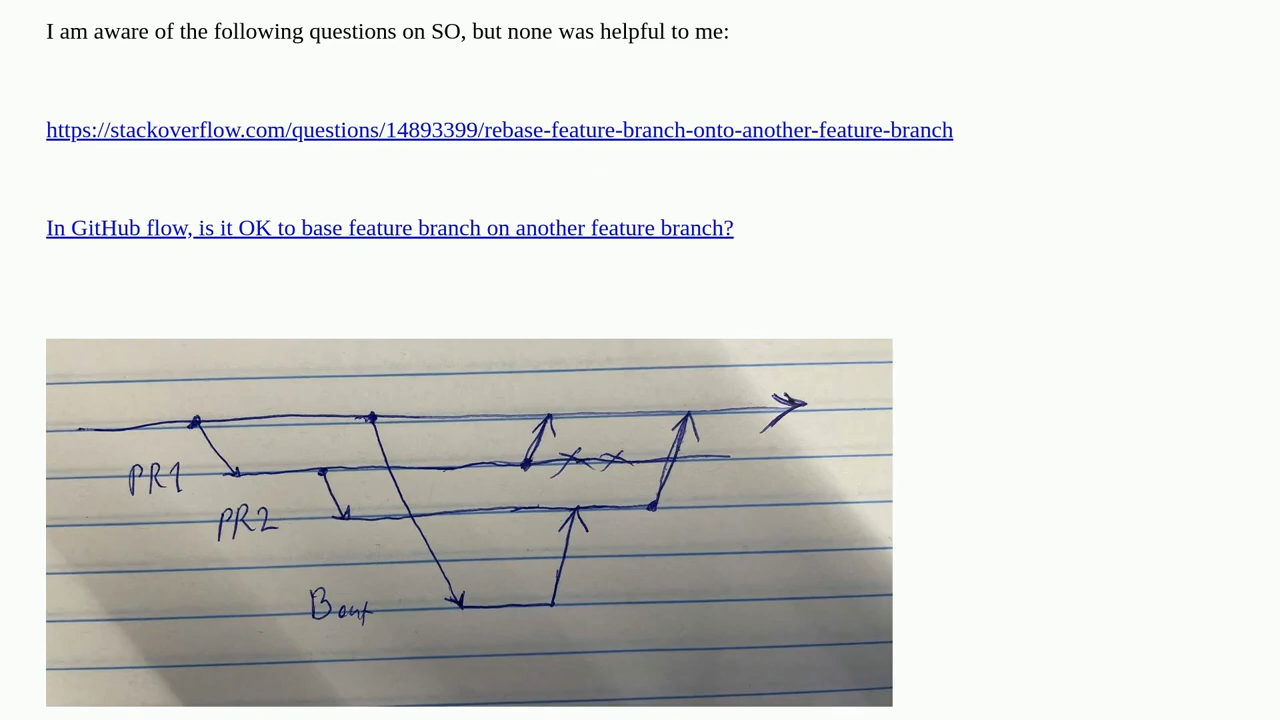 I am aware of the following questions on SO, but none was helpful to me:
https://stackoverflow.com/questions/14893399/rebase-feature-branch-onto-another-feature-branch
In GitHub flow, is it OK to base feature branch on another feature branch?
PR1
PR2
Bout